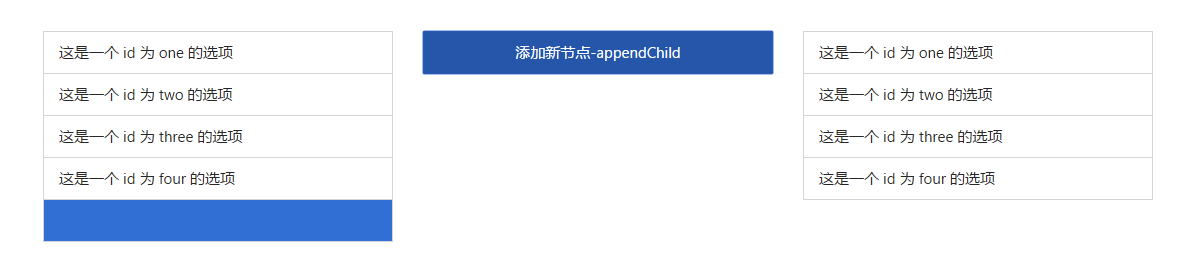 这是一个 id 为 one 的选项
这是一个 id 为 two 的选项
这是一个 id 为 three 的选项
这是一个 id 为 four 的选项
添加新节点-appendChild
这是一个 id 为 one 的选项
这是一个 id 为 two 的选项
这是一个 id 为 three 的选项
这是一个 id 为 four 的选项